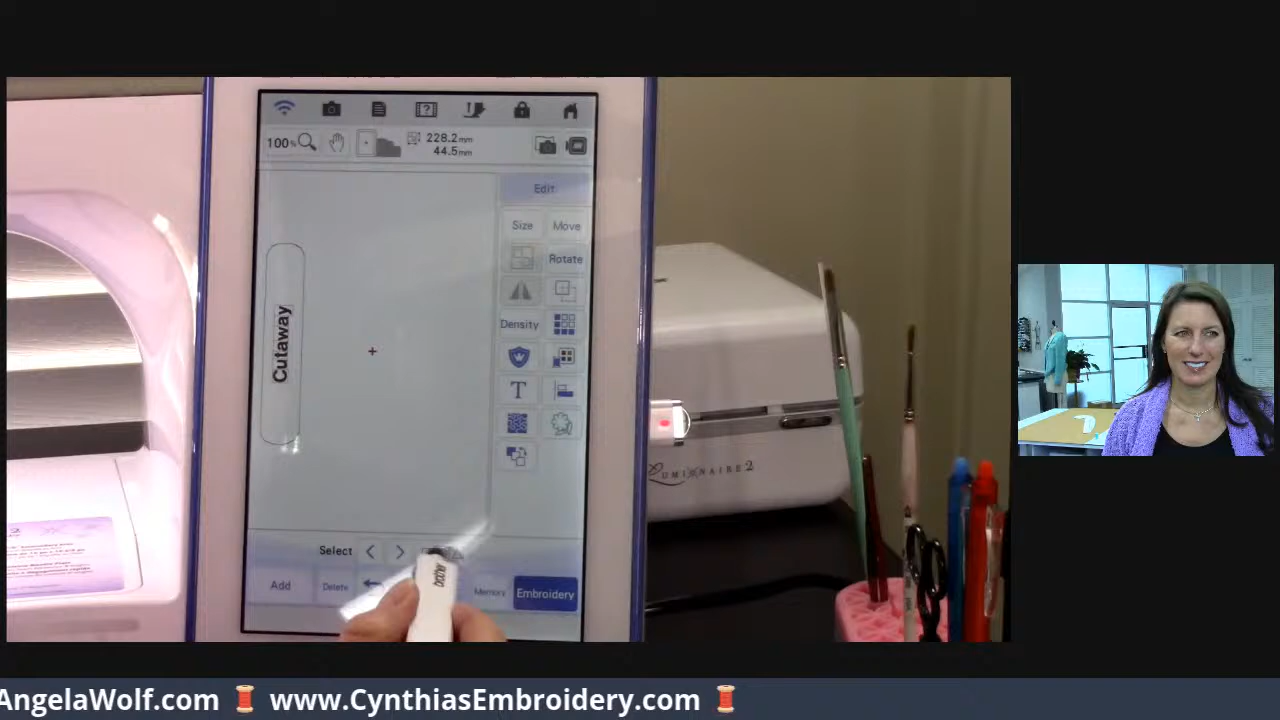 100%
228.2mm
44.5mm
Edit
Size
Move
Rotate
Density
T
Cutaway
Select
Add
Delete
Memory
Embroidery
brother
LUMINAIRE 2
AngelaWolf.com 🧵 www.CynthiasEmbroidery.com 🧵